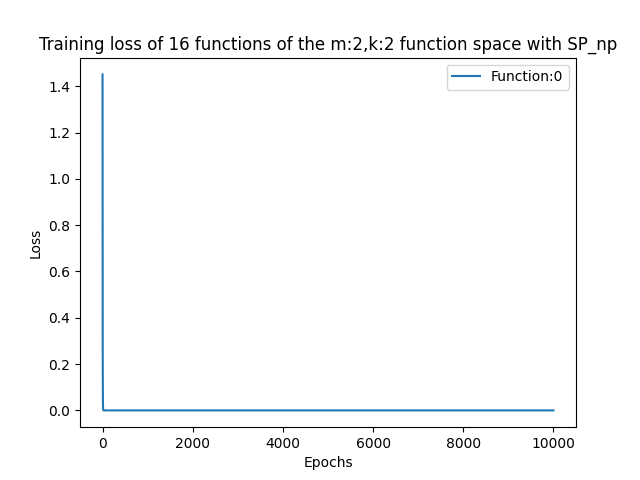 Training loss of 16 functions of the m:2,k:2 function space with SP_np
Function:0
1.4
1.2
1.0
0.8
0.6
0.4
0.2
0.0
Loss
0 2000 4000 6000 8000 10000
Epochs